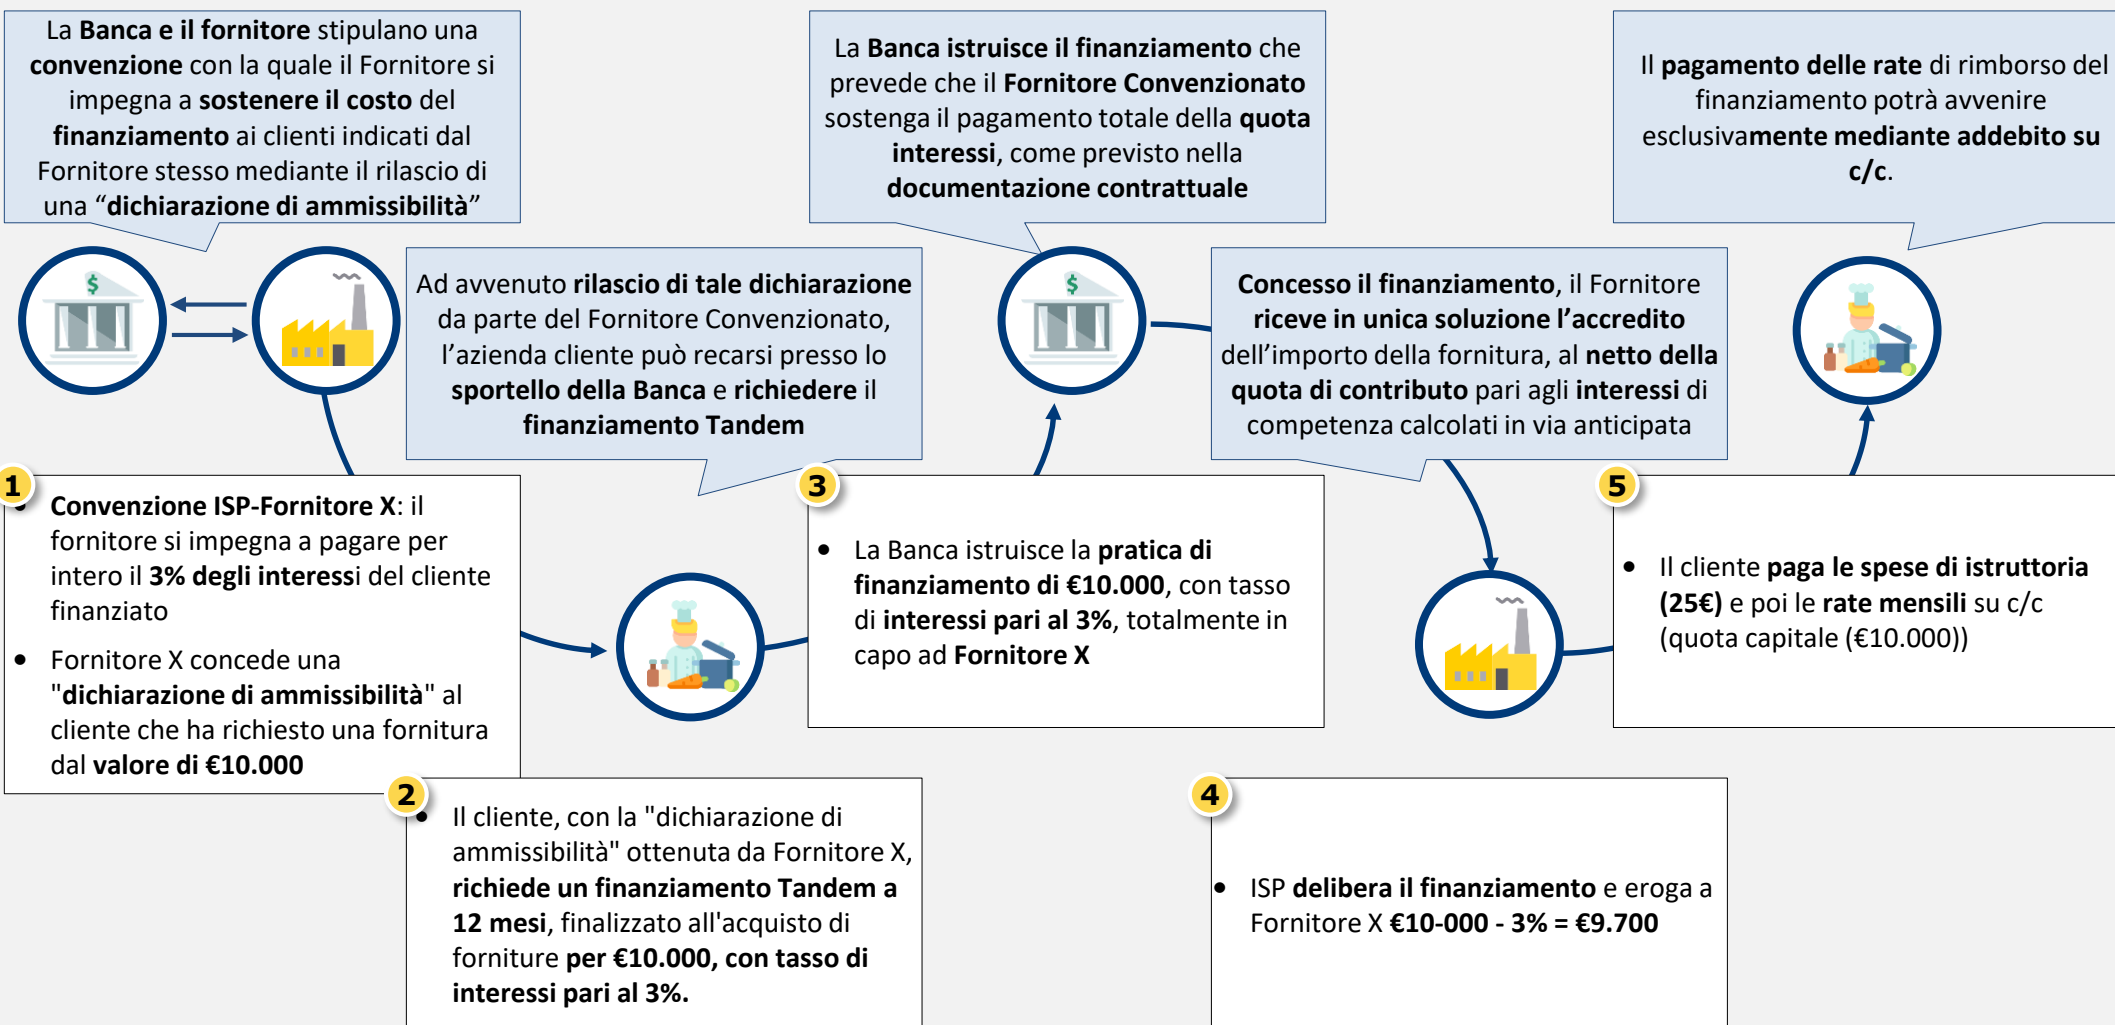 La Banca e il fornitore stipulano una
convenzione con la quale il Fornitore si
impegna a sostenere il costo del
finanziamento ai clienti indicati dal
Fornitore stesso mediante il rilascio di
una “dichiarazione di ammissibilità”
Ad avvenuto rilascio di tale dichiarazione
da parte del Fornitore Convenzionato,
l’azienda cliente può recarsi presso lo
sportello della Banca e richiedere il
finanziamento Tandem
La Banca istruisce il finanziamento che
prevede che il Fornitore Convenzionato
sostenga il pagamento totale della quota
interessi, come previsto nella
documentazione contrattuale
Concesso il finanziamento, il Fornitore
riceve in unica soluzione l’accredito
dell’importo della fornitura, al netto della
quota di contributo pari agli interessi di
competenza calcolati in via anticipata
Il pagamento delle rate di rimborso del
finanziamento potrà avvenire
esclusivamente mediante addebito su
c/c.
$
$
1
• Convenzione ISP-Fornitore X: il
fornitore si impegna a pagare per
intero il 3% degli interessi del cliente
finanziato
• Fornitore X concede una
"dichiarazione di ammissibilità" al
cliente che ha richiesto una fornitura
dal valore di €10.000
2
• Il cliente, con la "dichiarazione di
ammissibilità" ottenuta da Fornitore X,
richiede un finanziamento Tandem a
12 mesi, finalizzato all'acquisto di
forniture per €10.000, con tasso di
interessi pari al 3%.
3
• La Banca istruisce la pratica di
finanziamento di €10.000, con tasso
di interessi pari al 3%, totalmente in
capo ad Fornitore X
4
• ISP delibera il finanziamento e eroga a
Fornitore X €10-000 - 3% = €9.700
5
• Il cliente paga le spese di istruttoria
(25€) e poi le rate mensili su c/c
(quota capitale (€10.000))